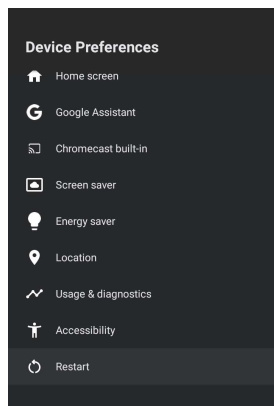 Device Preferences
Home screen
Google Assistant
Chromecast built-in
Screen saver
Energy saver
Location
Usage & diagnostics
Accessibility
Restart